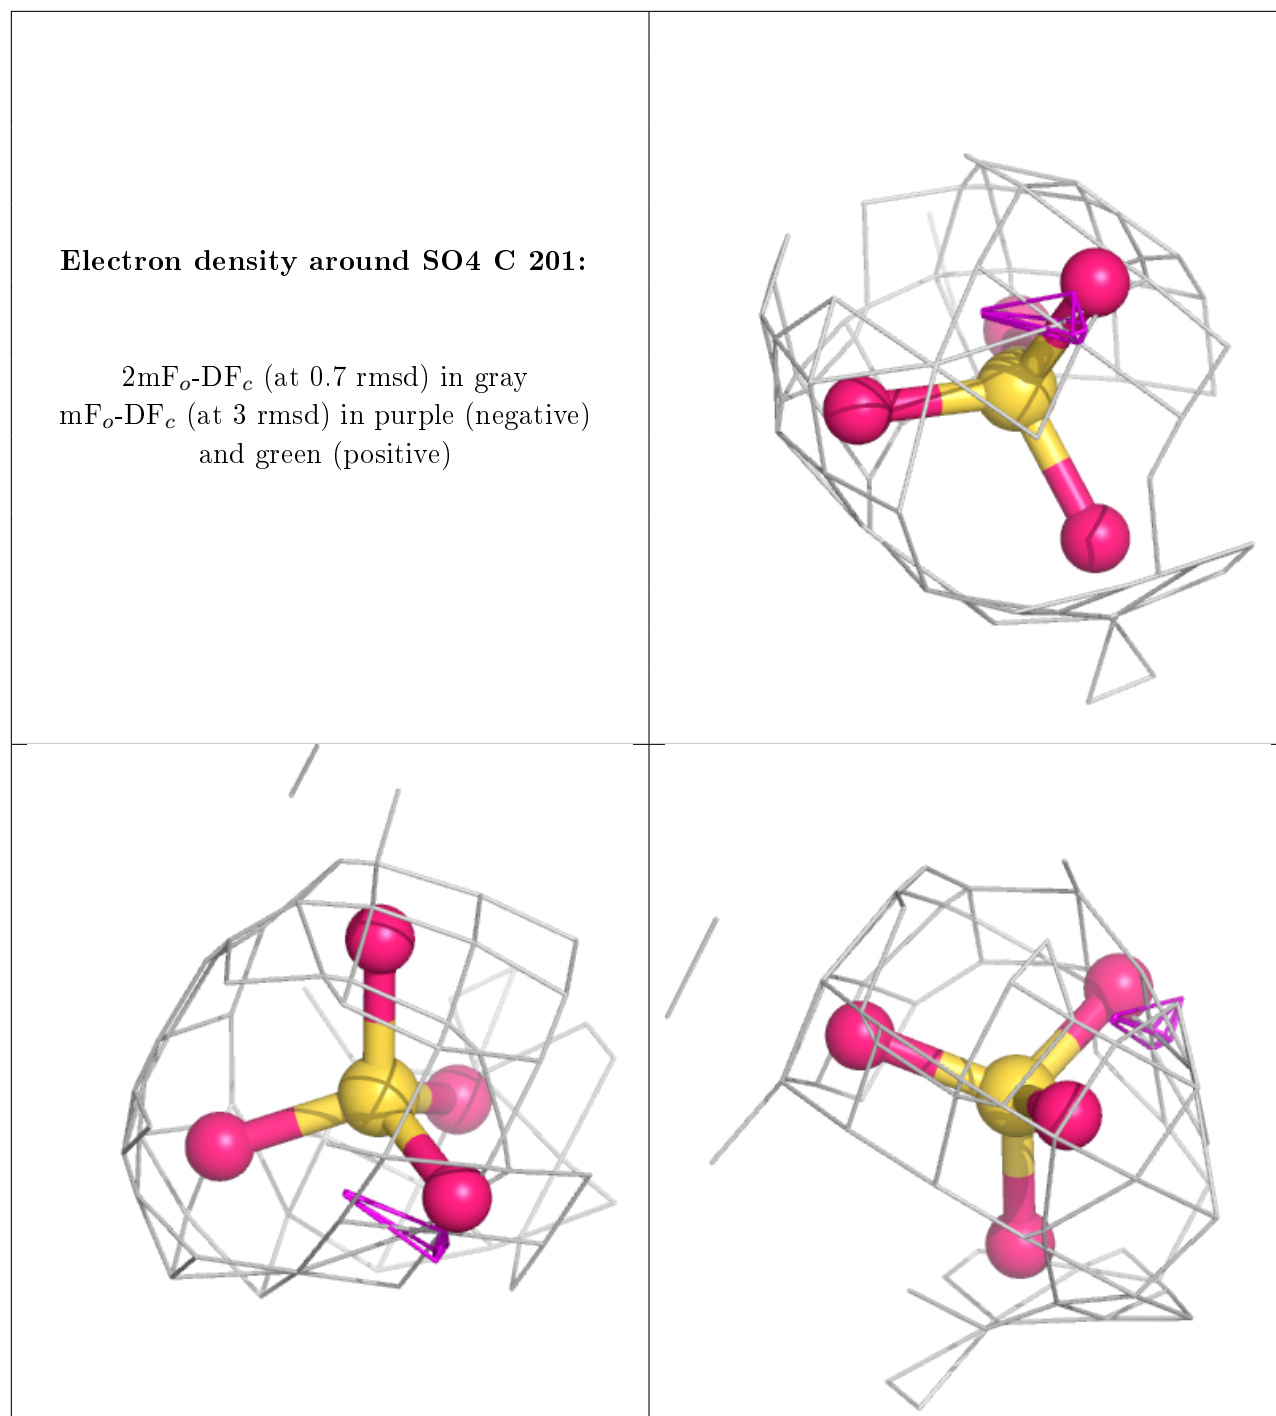 Electron density around SO4 C 201:
2mFo-DFc (at 0.7 rmsd) in gray
mFo-DFc (at 3 rmsd) in purple (negative)
and green (positive)